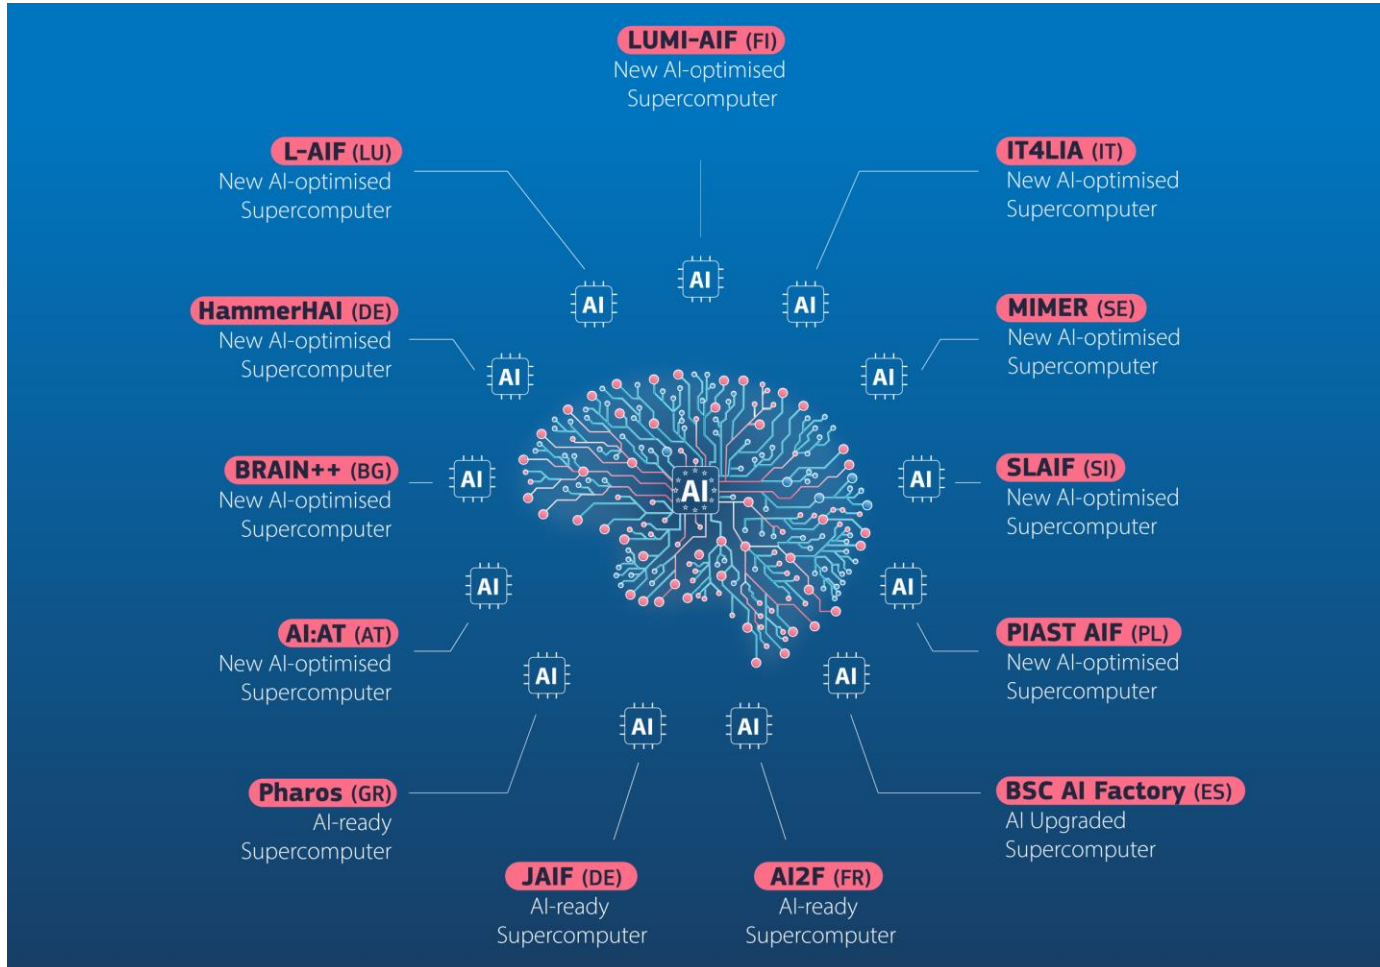 LUMI-AIF (FI)
New AI-optimised
Supercomputer
L-AIF (LU)
New AI-optimised
Supercomputer
IT4LIA (IT)
New AI-optimised
Supercomputer
AI
AI
AI
HammerHAI (DE)
New AI-optimised
Supercomputer
MIMER (SE)
New AI-optimised
Supercomputer
AI
AI
BRAIN++ (BG)
New AI-optimised
Supercomputer
AI
AI
AI
SLAIF (SI)
New AI-optimised
Supercomputer
AI
AI
AI:AT (AT)
New AI-optimised
Supercomputer
PIAST AIF (PL)
New AI-optimised
Supercomputer
AI
AI
AI
AI
Pharos (GR)
AI-ready
Supercomputer
BSC AI Factory (ES)
AI Upgraded
Supercomputer
JAIF (DE)
AI-ready
Supercomputer
AI2F (FR)
AI-ready
Supercomputer